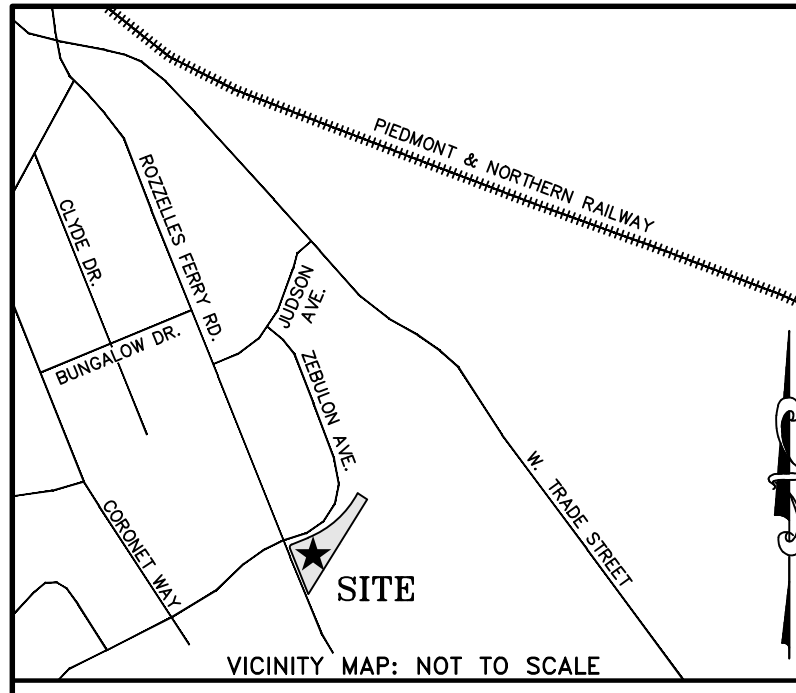 PIEDMONT & NORTHERN RAILWAY
ROZZELLES FERRY RD.
CLYDE DR.
JUDSON
AVE.
BUNGALOW DR.
ZEBULON AVE.
W. TRADE STREET
CORONET WAY
SITE
VICINITY MAP: NOT TO SCALE